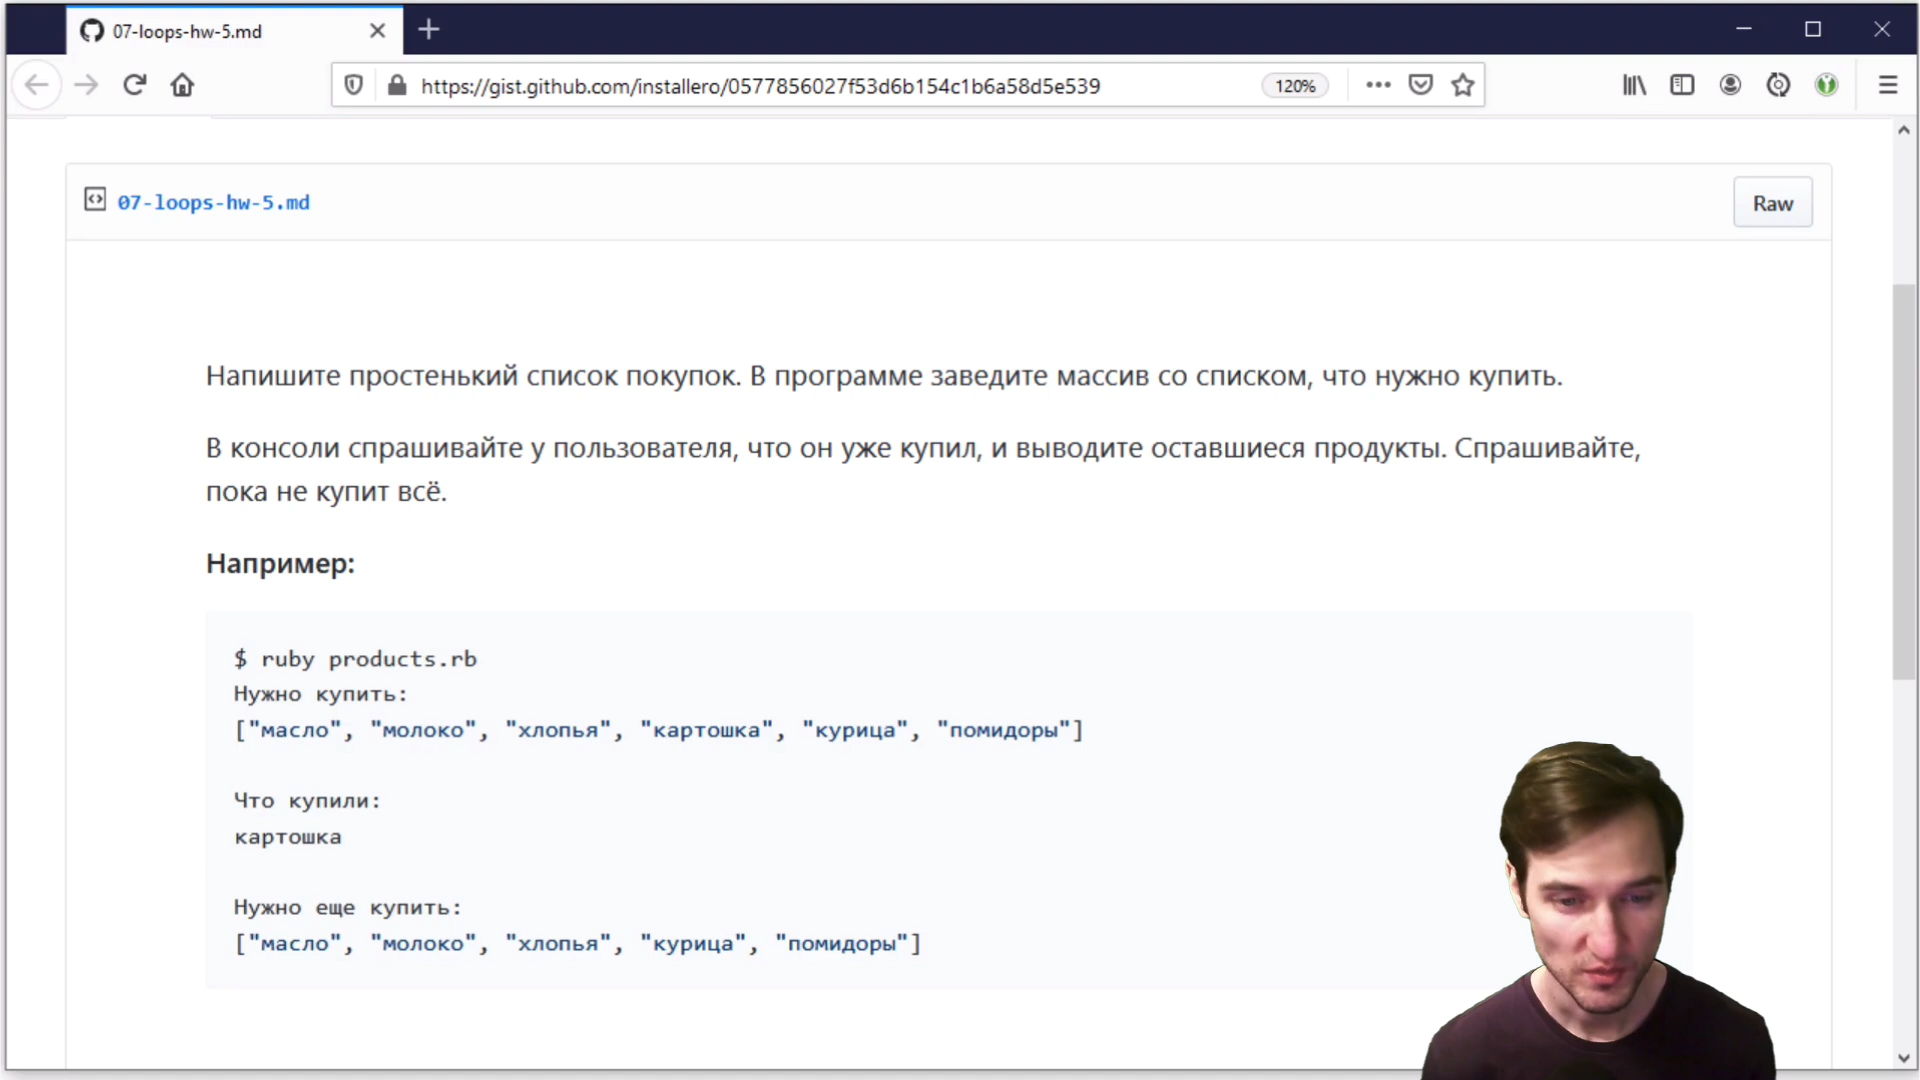 07-loops-hw-5.md
https://gist.github.com/installero/0577856027f53d6b154c1b6a58d5e539
120%
07-loops-hw-5.md
Raw
Напишите простенький список покупок. В программе заведите массив со списком, что нужно купить.
В консоли спрашивайте у пользователя, что он уже купил, и выводите оставшиеся продукты. Спрашивайте,
пока не купит всё.
Например:
$ ruby products.rb
Нужно купить:
["масло", "молоко", "хлопья", "картошка", "курица", "помидоры"]
Что купили:
картошка
Нужно еще купить:
["масло", "молоко", "хлопья", "курица", "помидоры"]